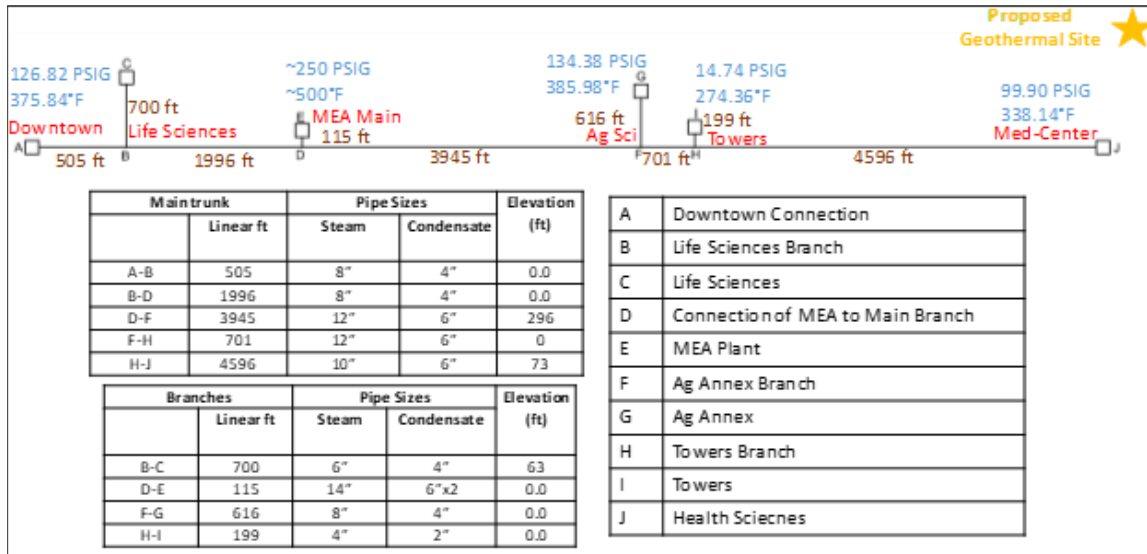 Proposed
Geothermal Site
126.82 PSIG
375.84°F
C
~250 PSIG
~500°F
134.38 PSIG
385.98°F
G
14.74 PSIG
274.36°F
99.90 PSIG
338.14°F
700 ft
E MEA Main
115 ft
616 ft
Ag Sci
I
199 ft
Towers
Med-Center
Downtown
Life Sciences
A
505 ft
B
1996 ft
D
3945 ft
F
701 ft
H
4596 ft
J
Main trunk Pipe Sizes Elevation
Linear ft Steam Condensate (ft)
A-B 505 8" 4" 0.0
B-D 1996 8" 4" 0.0
D-F 3945 12" 6" 296
F-H 701 12" 6" 0
H-J 4596 10" 6" 73
Branches Pipe Sizes Elevation
Linear ft Steam Condensate (ft)
B-C 700 6" 4" 63
D-E 115 14" 6"x2 0.0
F-G 616 8" 4" 0.0
H-I 199 4" 2" 0.0
A Downtown Connection
B Life Sciences Branch
C Life Sciences
D Connection of MEA to Main Branch
E MEA Plant
F Ag Annex Branch
G Ag Annex
H Towers Branch
I Towers
J Health Sciecnes